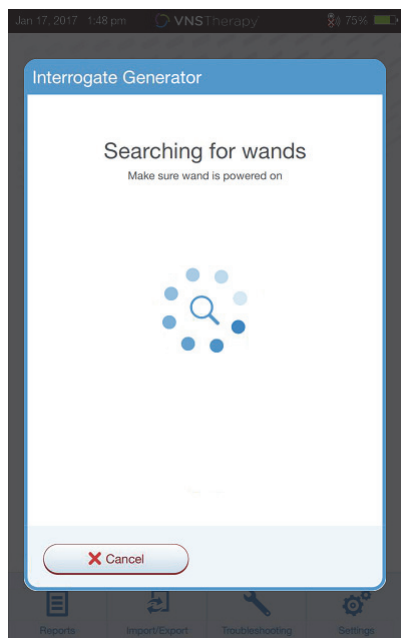 Jan 17, 2017 1:48 pm VNSTherapy 75%
Interrogate Generator
Searching for wands
Make sure wand is powered on
Cancel
Reports Import/Export Troubleshooting Settings